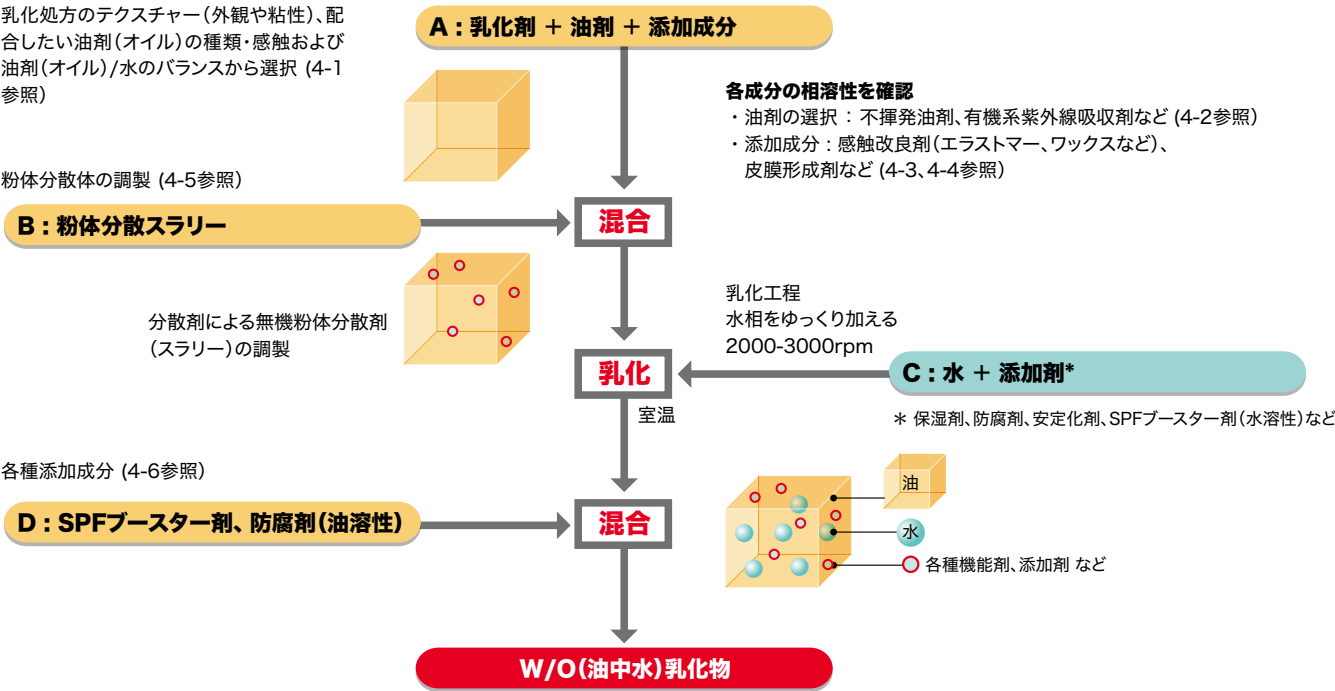 乳化処方のテクスチャー（外観や粘性）、配
合したい油剤（オイル）の種類・感触および
油剤（オイル）/水のバランスから選択 (4-1
参照）
A : 乳化剤 ＋ 油剤 ＋ 添加成分
各成分の相溶性を確認
・油剤の選択 ： 不揮発油剤、有機系紫外線吸収剤など (4-2参照）
・添加成分 : 感触改良剤（エラストマー、ワックスなど）、
皮膜形成剤など (4-3、4-4参照）
粉体分散体の調製 (4-5参照）
B : 粉体分散スラリー
混合
分散剤による無機粉体分散剤
（スラリー）の調製
乳化工程
水相をゆっくり加える
2000-3000rpm
乳化
C : 水 ＋ 添加剤*
室温
＊ 保湿剤、防腐剤、安定化剤、SPFブースター剤（水溶性）など
各種添加成分 (4-6参照）
D : SPFブースター剤、防腐剤（油溶性）
混合
油
水
各種機能剤、添加剤 など
W/O（油中水）乳化物